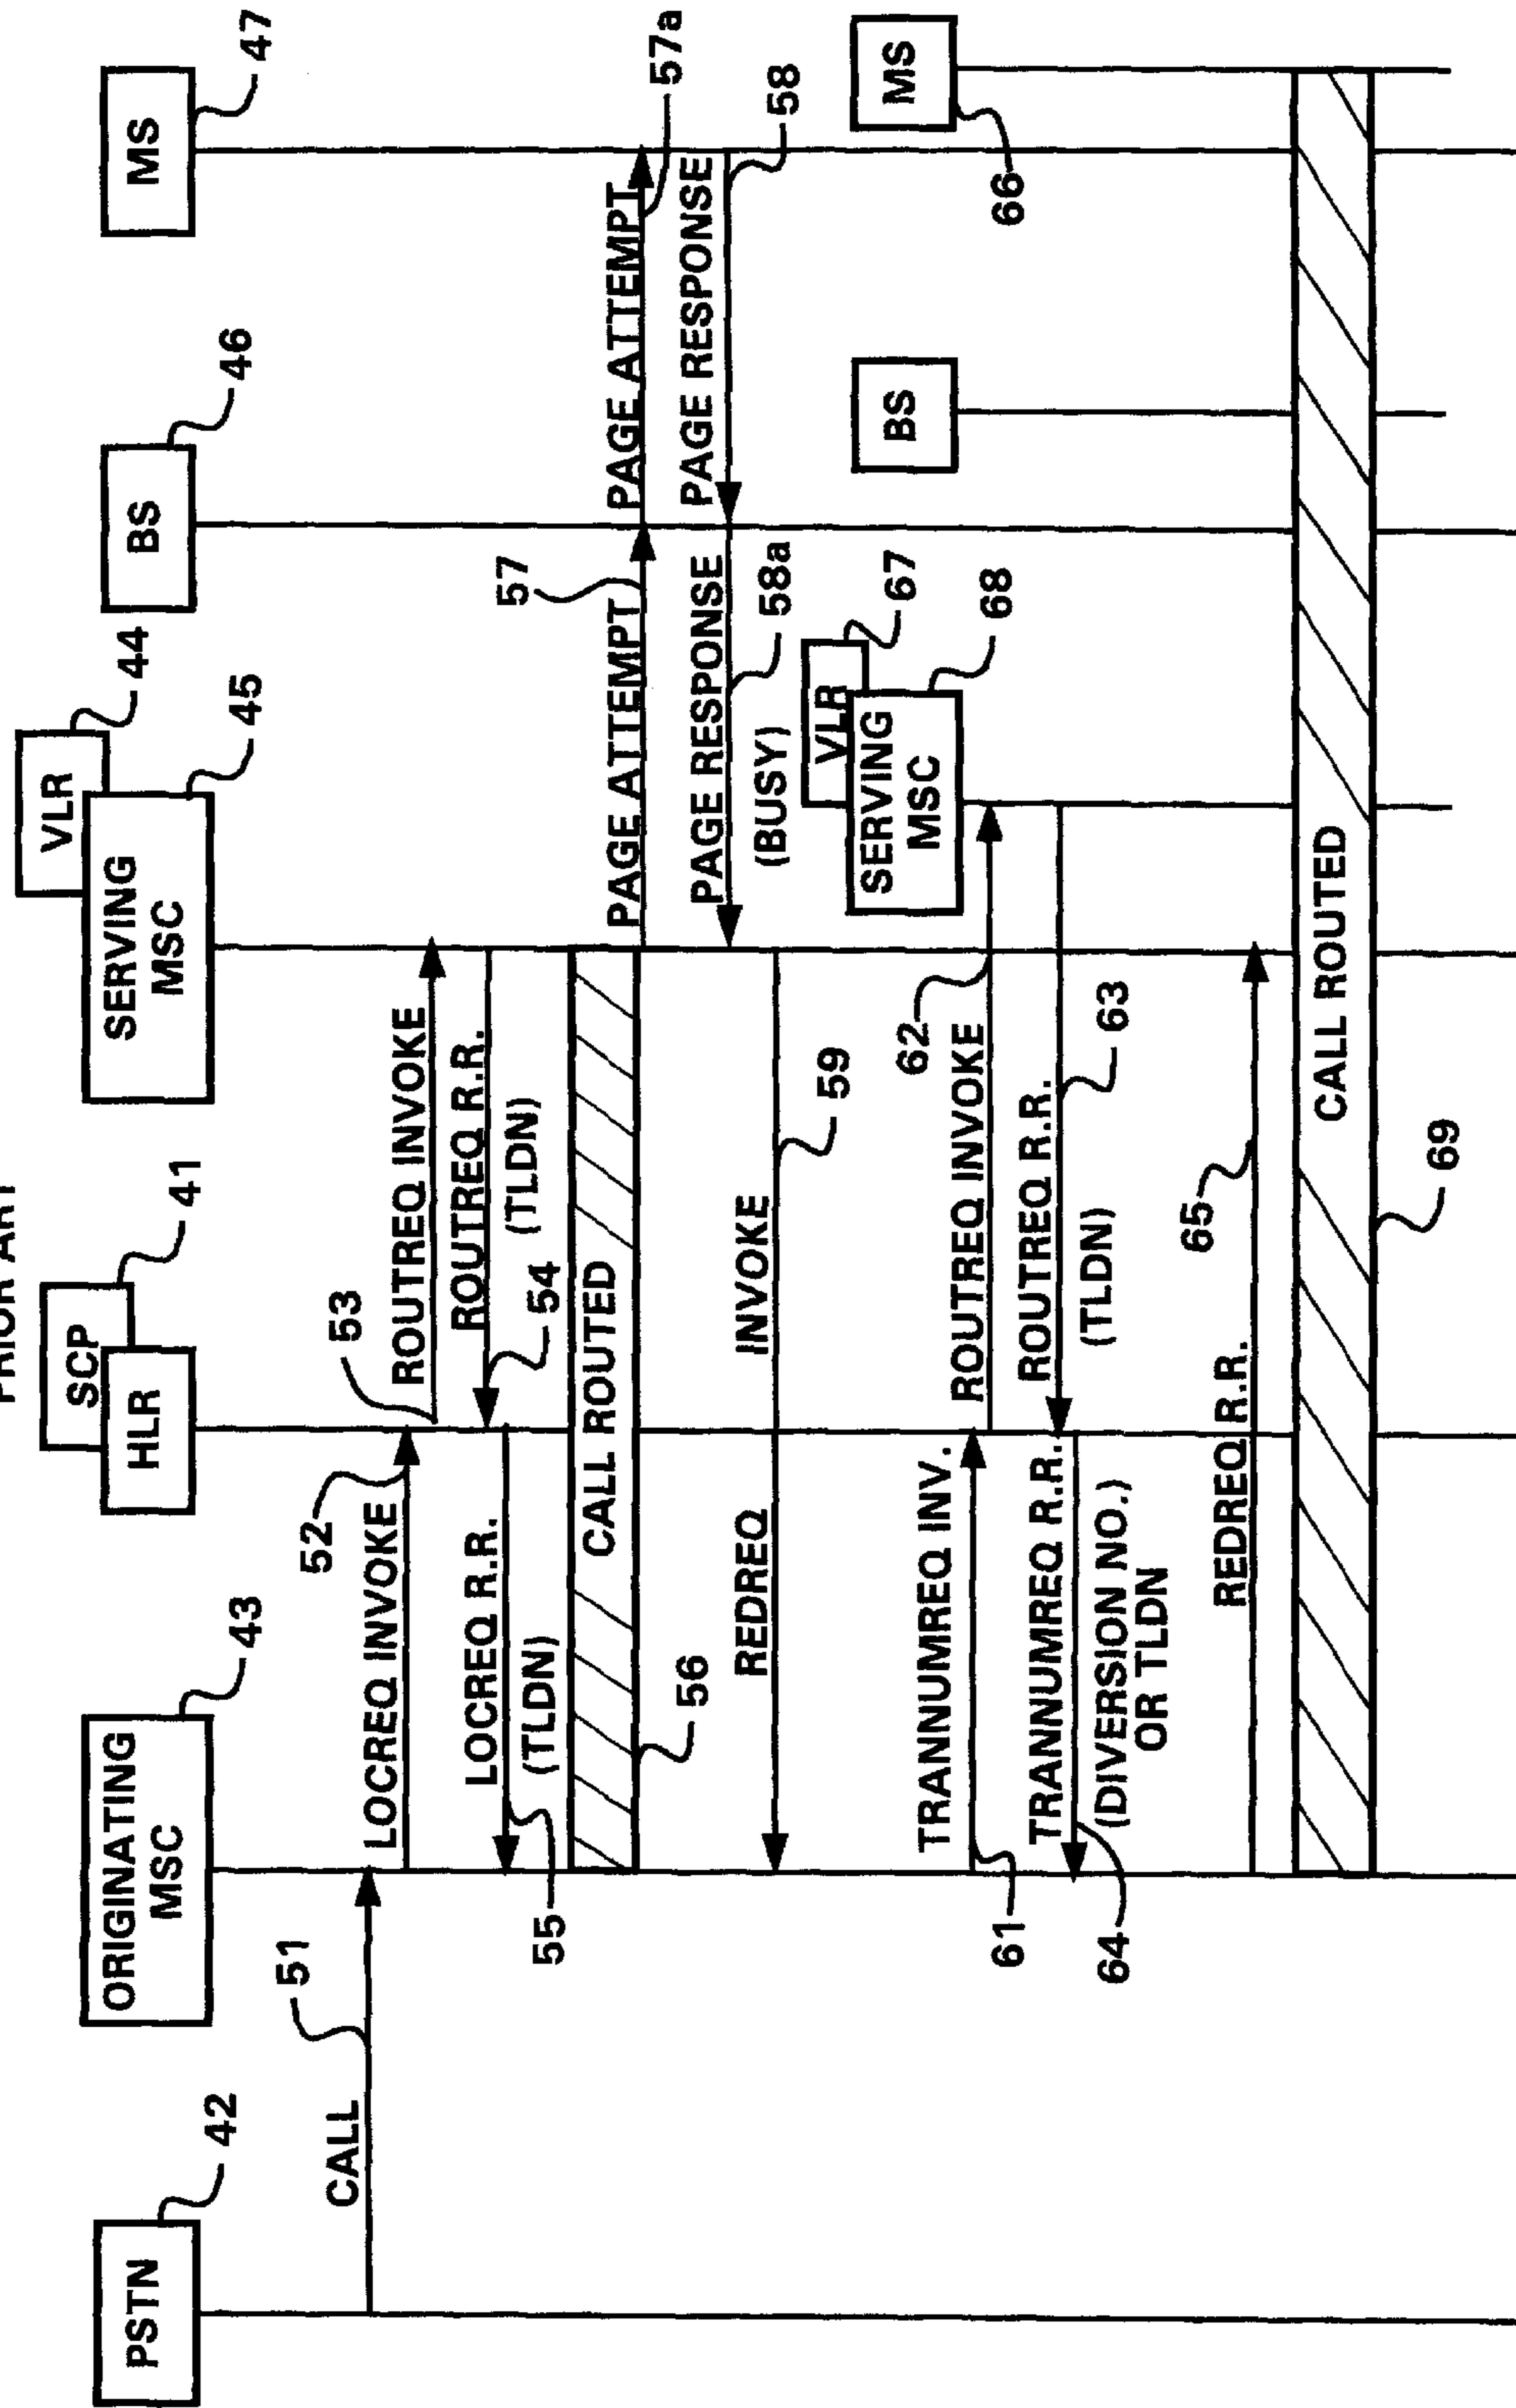 PRIOR ART
PSTN
42
ORIGINATING
MSC
43
SCP
HLR
41
VLR
44
SERVING
MSC
45
BS
46
MS
47
CALL
51
LOCREQ INVOKE
52
53
ROUTREQ INVOKE
ROUTREQ R.R.
(TLDN)
54
LOCREQ R.R.
(TLDN)
55
CALL ROUTED
56
PAGE ATTEMPT
57
PAGE ATTEMPT
57a
PAGE RESPONSE
58
PAGE RESPONSE
(BUSY)
58a
REDREQ
INVOKE
59
VLR
67
SERVING
MSC
68
BS
MS
66
TRANNUMREQ INV.
61
ROUTREQ INVOKE
62
ROUTREQ R.R.
(TLDN)
63
TRANNUMREQ R.R.
(DIVERSION NO.)
OR TLDN
64
REDREQ R.R.
65
CALL ROUTED
69